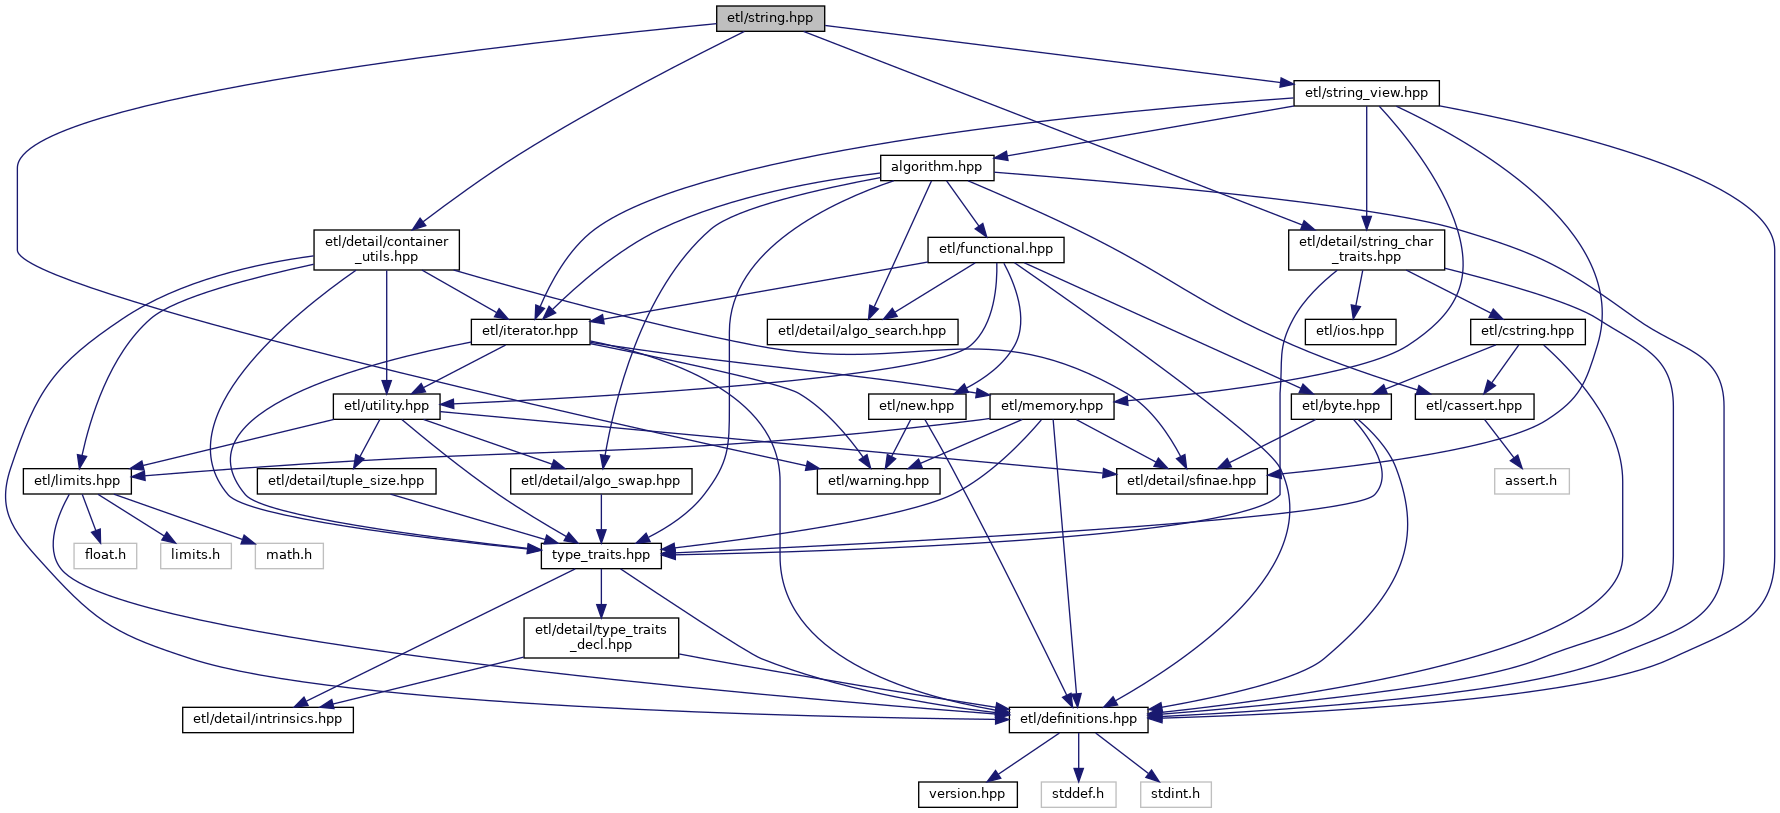 etl/string.hpp
etl/string_view.hpp
algorithm.hpp
etl/detail/container
_utils.hpp
etl/functional.hpp
etl/detail/string_char
_traits.hpp
etl/iterator.hpp
etl/detail/algo_search.hpp
etl/ios.hpp
etl/cstring.hpp
etl/utility.hpp
etl/new.hpp
etl/memory.hpp
etl/byte.hpp
etl/cassert.hpp
etl/limits.hpp
etl/detail/tuple_size.hpp
etl/detail/algo_swap.hpp
etl/warning.hpp
etl/detail/sfinae.hpp
assert.h
float.h
limits.h
math.h
type_traits.hpp
etl/detail/type_traits
_decl.hpp
etl/detail/intrinsics.hpp
etl/definitions.hpp
version.hpp
stddef.h
stdint.h